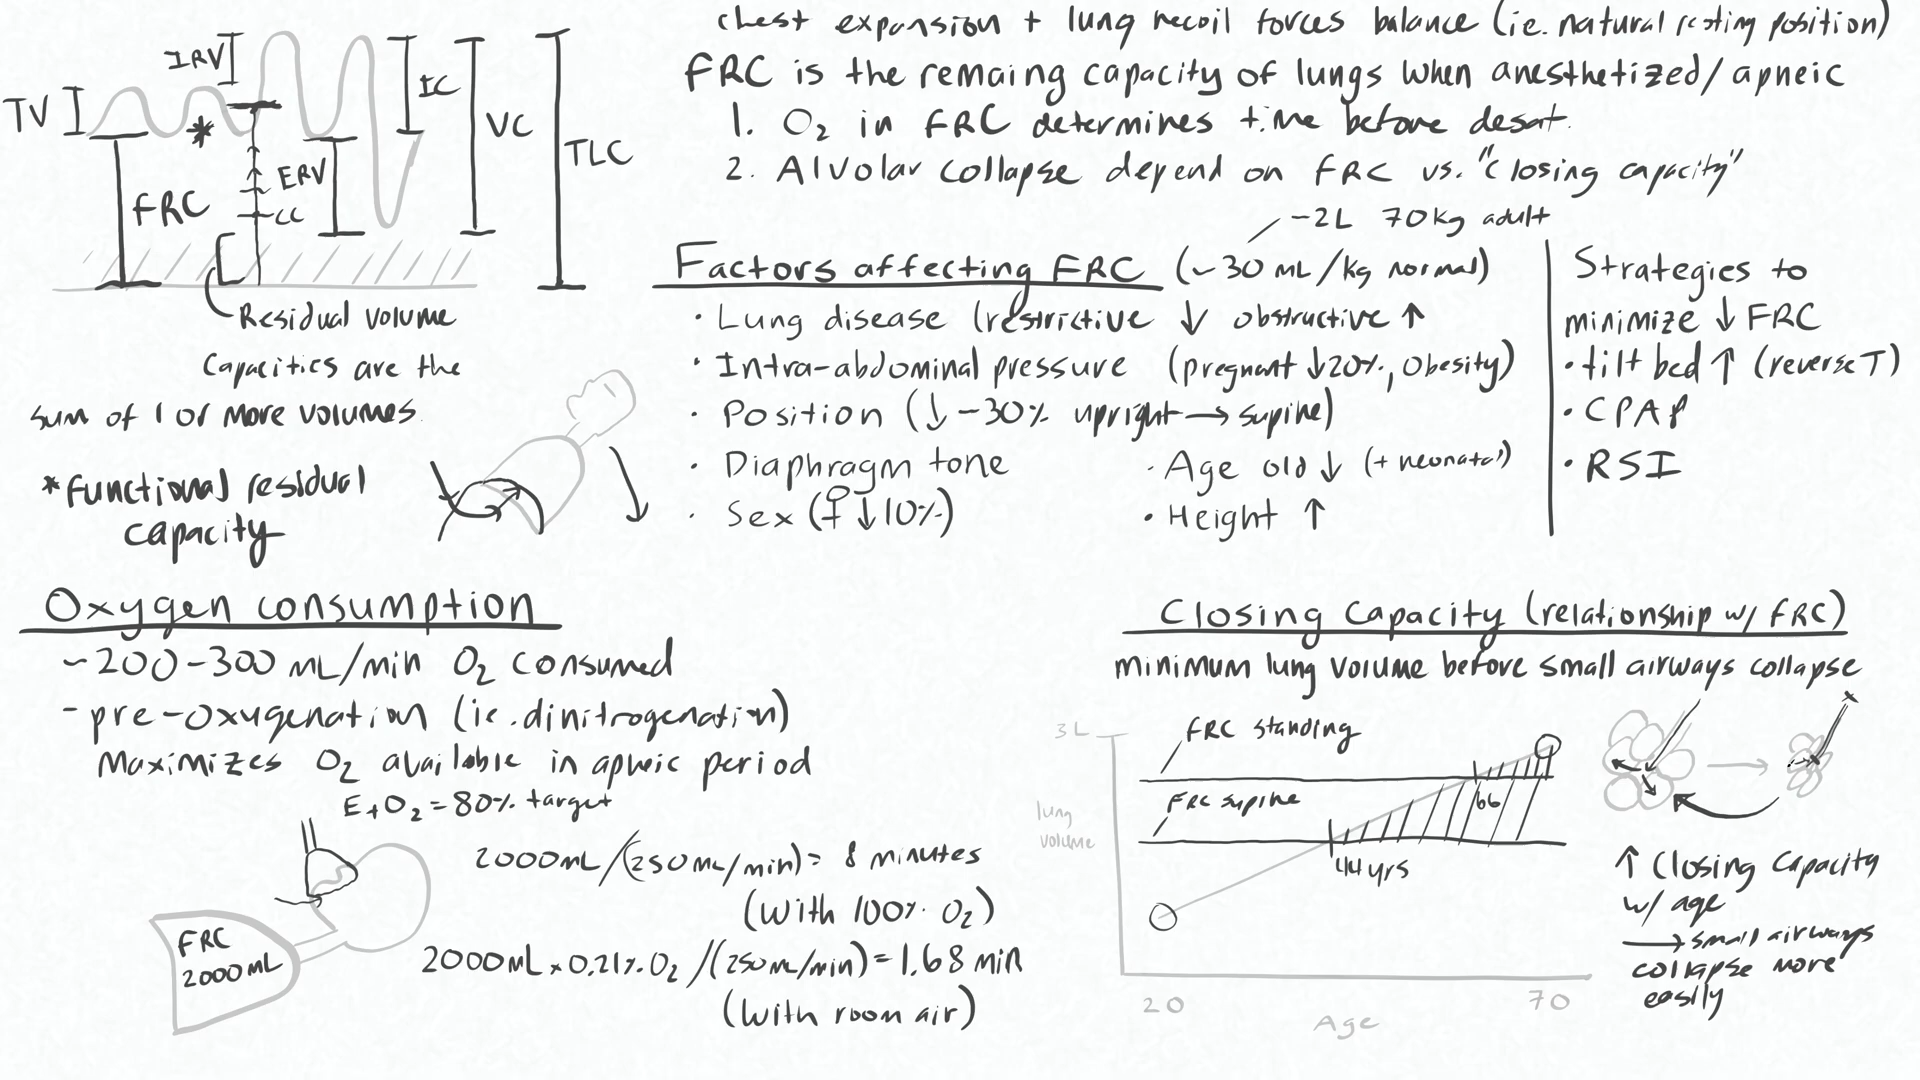 chest expansion + lung recoil forces balance (ie. natural resting position)
FRC is the remaing capacity of lungs when anesthetized/apneic
1. O2 in FRC determines time before desat.
2. Alvolar collapse depend on FRC vs. "closing capacity"
IRV
TV
IC
VC
TLC
FRC
ERV
CC
*
Residual volume
Capacities are the
sum of 1 or more volumes.
*functional residual
capacity
~2L 70kg adult
Factors affecting FRC (~30 mL/kg normal)
· Lung disease (restrictive ↓ obstructive ↑
· Intra-abdominal pressure (pregnant ↓20%, Obesity)
· Position (↓ ~30% upright → supine)
· Diaphragm tone
· Sex (♀ ↓10%)
· Age old ↓ (+ neonatal)
· Height ↑
Strategies to
minimize ↓ FRC
· tilt bed ↑ (reverse T)
· CPAP
· RSI
Oxygen consumption
~200-300 mL/min O2 consumed
- pre-oxygenation (ie. dinitrogenation)
Maximizes O2 available in apneic period
EtO2 = 80% target
2000mL/(250mL/min) = 8 minutes
(with 100% O2)
2000mL x 0.21% O2 /(250mL/min) = 1.68 min
(with room air)
FRC
2000mL
Closing Capacity (relationship w/ FRC)
minimum lung volume before small airways collapse
3L
lung
volume
FRC standing
FRC supine
66
44 yrs
20
70
Age
↑ Closing Capacity
w/ age
→ small airways
collapse more
easily